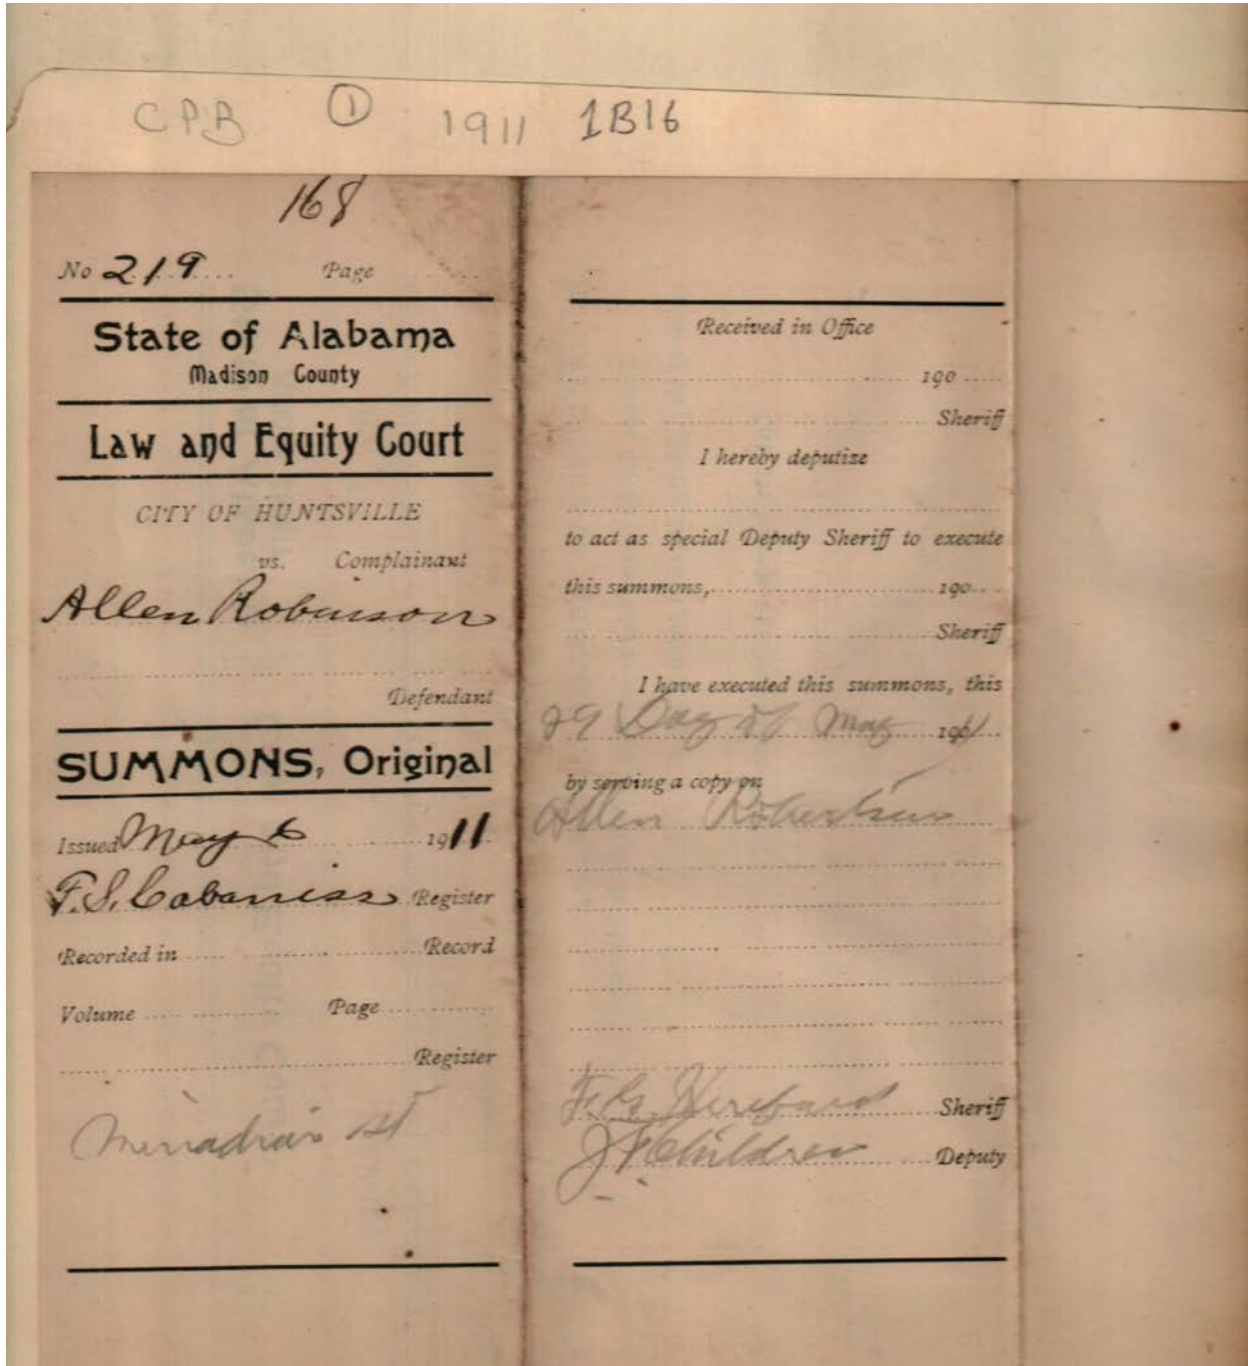 CPB ① 1911 1B16
168
No 219 Page
State of Alabama
Madison County
Law and Equity Court
CITY OF HUNTSVILLE
vs. Complainant
Allen Robinson
Defendant
SUMMONS, Original
Issued May 6 1911
F.S. Cabaniss Register
Recorded in Record
Volume Page
Register
St
Received in Office
190
Sheriff
I hereby deputize
to act as special Deputy Sheriff to execute
this summons, 190
Sheriff
I have executed this summons, this
29 Day of May 1911
by serving a copy on
Allen Robertson
Sheriff
J F Childres Deputy